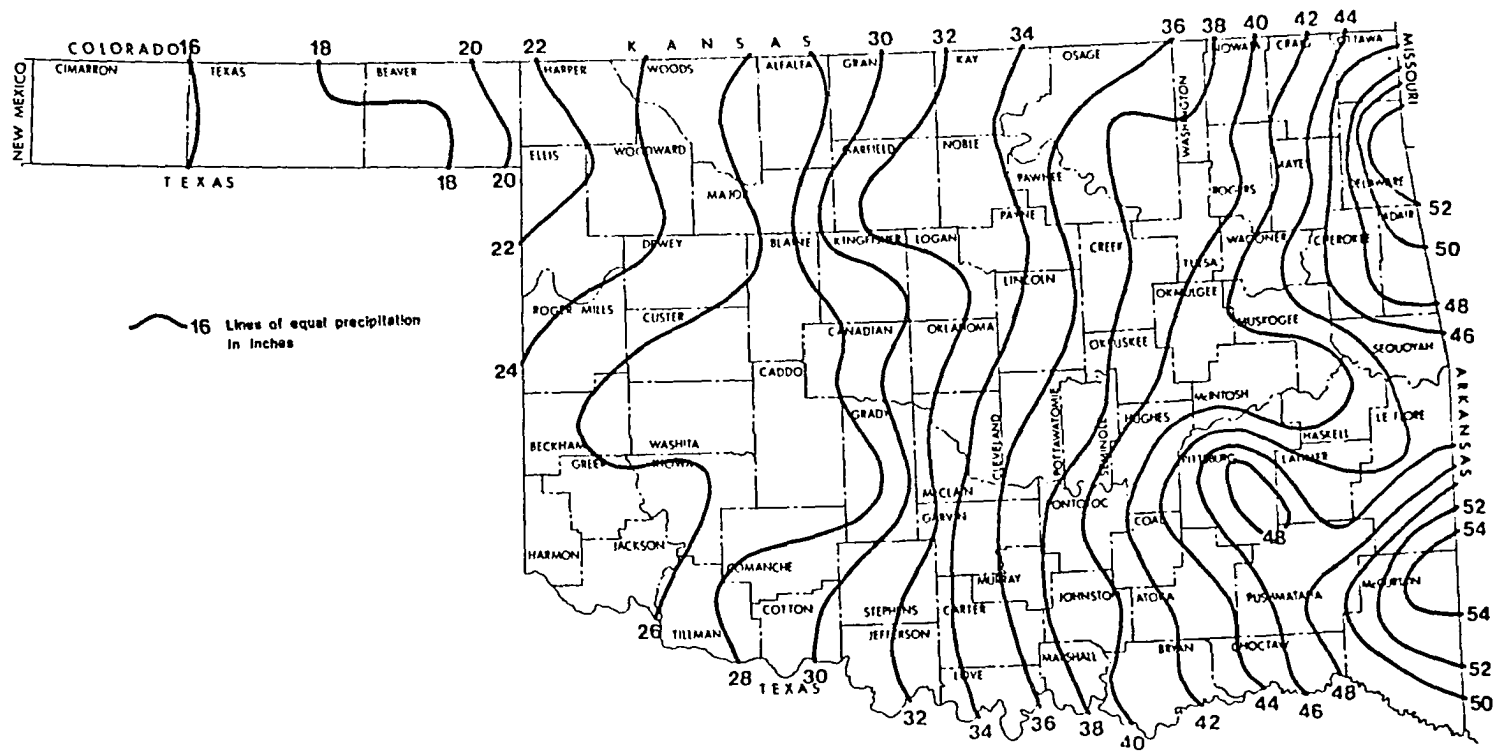 16 18 20 22 30 32 34 36 38 40 42 44
COLORADO KANSAS MISSOURI
CIMARRON TEXAS BEAVER HARPER WOODS ALFALFA GRAN KAY OSAGE NOWATA CRAIG OTTAWA
NEW MEXICO
WASHINGTON
ELLIS WOODWARD GARFIELD NOBLE
TEXAS 18 20
PAWNEE MAYES DELAWARE
MAJOR ROGERS
PAYNE ADAIR 52
22 DEWEY BLAINE KINGFISHER LOGAN CREEK WAGONER CHEROKEE 50
TULSA
LINCOLN
OKMULGEE
ROGER MILLS CUSTER 48
16 Lines of equal precipitation
in inches
CANADIAN OKLAHOMA MUSKOGEE 46
OKFUSKEE SEQUOYAH
24 CADDO
ARKANSAS
McINTOSH
GRADY HUGHES LE FLORE
CLEVELAND POTTAWATOMIE SEMINOLE
BECKHAM WASHITA HASKELL
GREER KIOWA PITTSBURG LATIMER
McCLAIN
PONTOTOC 52
GARVIN COAL
54
48
HARMON JACKSON
COMANCHE
MURRAY McCURTAIN
COTTON STEPHENS CARTER JOHNSTO ATOKA PUSHMATAHA
54
26 TILLMAN JEFFERSON
BRYAN CHOCTAW
MARSHALL
LOVE 52
28 30
TEXAS
48 50
32 34 36 38 40 42 44 46